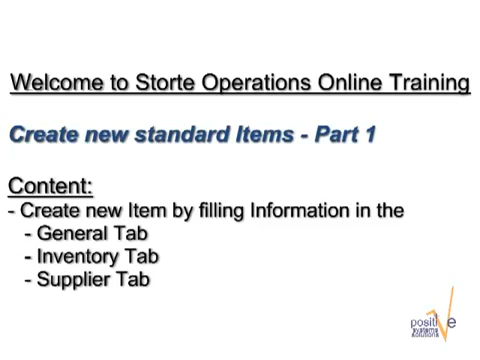 Welcome to Storte Operations Online Training
Create new standard Items - Part 1
Content:
- Create new Item by filling Information in the
- General Tab
- Inventory Tab
- Supplier Tab
positive
systems
solutions